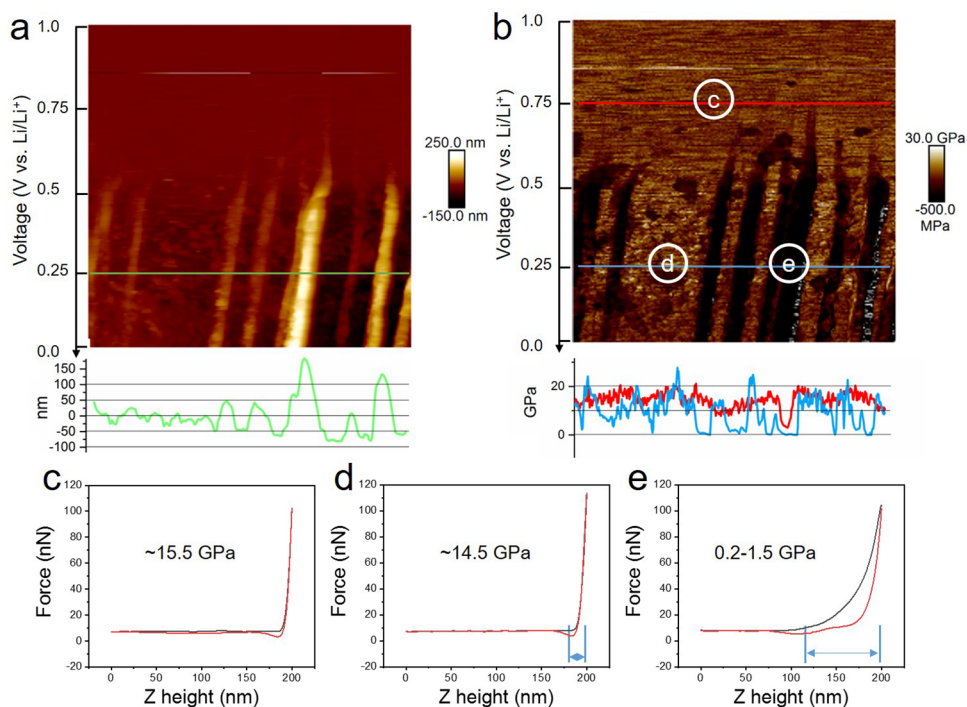 a
Voltage (V vs. Li/Li⁺)
1.0
0.75
0.5
0.25
0.0
250.0 nm
-150.0 nm
nm
150
100
50
0
-50
-100
b
Voltage (V vs. Li/Li⁺)
1.0
0.75
0.5
0.25
0.0
c
d
e
30.0 GPa
-500.0
MPa
GPa
20
0
c
Force (nN)
120
100
80
60
40
20
0
-20
~15.5 GPa
0 50 100 150 200
Z height (nm)
d
Force (nN)
120
100
80
60
40
20
0
-20
~14.5 GPa
0 50 100 150 200
Z height (nm)
e
Force (nN)
120
100
80
60
40
20
0
-20
0.2-1.5 GPa
0 50 100 150 200
Z height (nm)